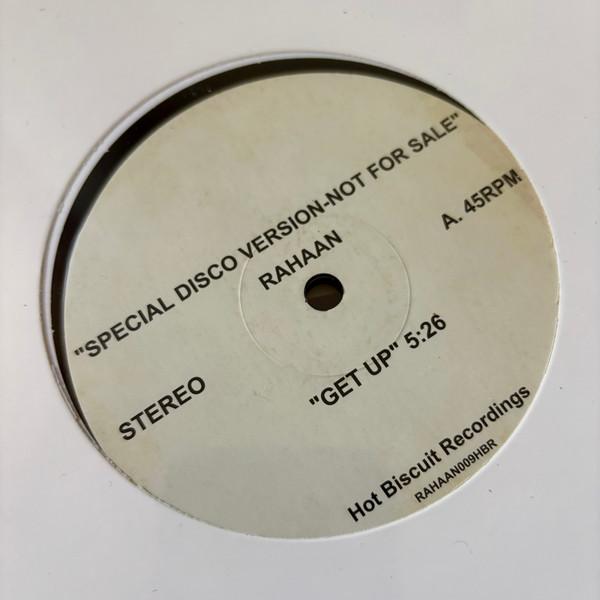 "SPECIAL DISCO VERSION-NOT FOR SALE"
RAHAAN
A. 45RPM
STEREO
"GET UP" 5:26
Hot Biscuit Recordings
RAHAAN009HBR